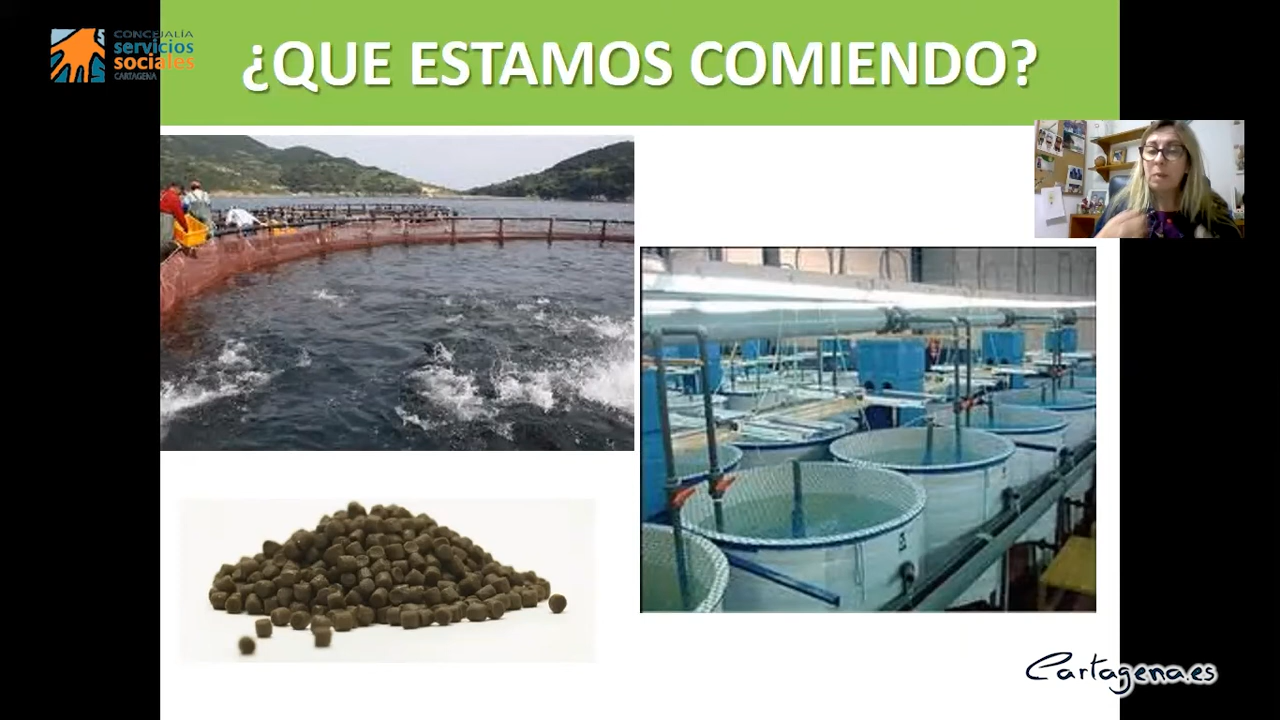 CONCEJALÍA
servicios
sociales
CARTAGENA
¿QUE ESTAMOS COMIENDO?
Cartagena.es